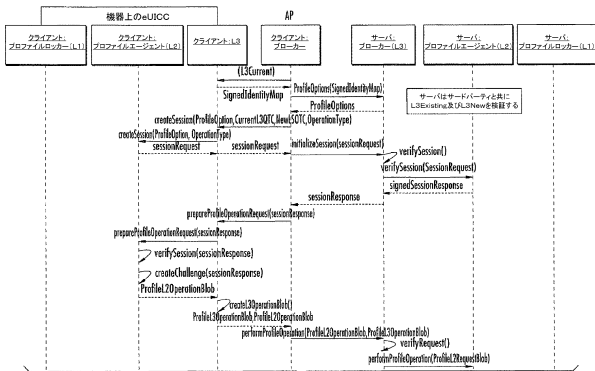 機器上のeUICC
AP
クライアント:
プロファイルロッカー(L1)
クライアント:
プロファイルエージェント(L2)
クライアント:L3
クライアント:
ブローカー
サーバ:
ブローカー(L3)
サーバ:
プロファイルエージェント(L2)
サーバ:
プロファイルロッカー(L1)
(L3Current)
SignedIdentityMap
ProfileOptions(SignedIdentityMap)
ProfileOptions
サーバはサードパーティと共に
L3Existing及びL3Newを検証する
createSession(ProfileOption,CurrentL3OTC,NewL3OTC,OperationType)
createSession(ProfileOption, OperationType)
sessionRequest
sessionRequest
initializeSession(sessionRequest)
verifySession()
verifySession(SessionRequest)
signedSessionResponse
sessionResponse
prepareProfileOperationRequest(sessionResponse)
prepareProfileOperationRequest(sessionResponse)
verifySession(sessionResponse)
createChallenge(sessionResponse)
ProfileL2OperationBlob
createL3OperationBlob()
ProfileL3OperationBlob,ProfileL2OperationBlob
performProfileOperation(ProfileL2OperationBlob,ProfileL3OperationBlob)
verifyRequest()
performProfileOperation(ProfileL2RequestBlob)